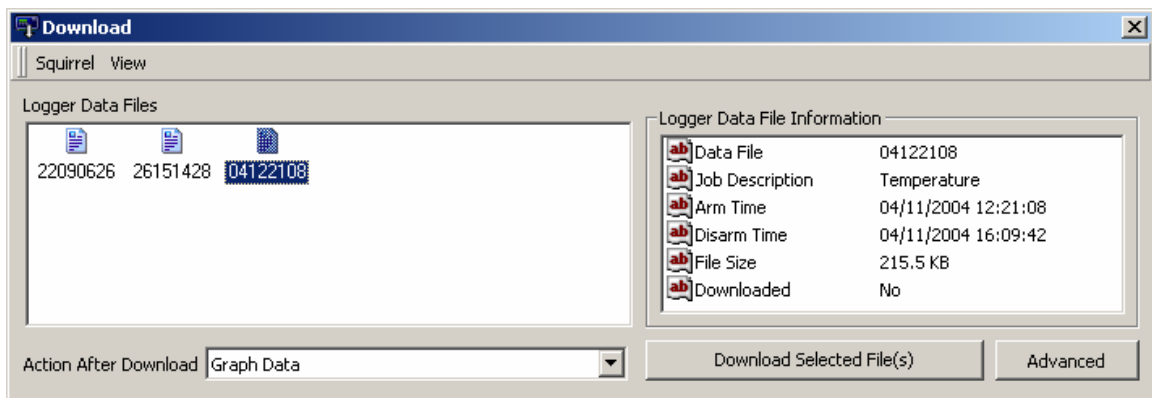 Download
Squirrel View
Logger Data Files
22090626 26151428 04122108
Logger Data File Information
Data File 04122108
Job Description Temperature
Arm Time 04/11/2004 12:21:08
Disarm Time 04/11/2004 16:09:42
File Size 215.5 KB
Downloaded No
Action After Download Graph Data
Download Selected File(s)
Advanced